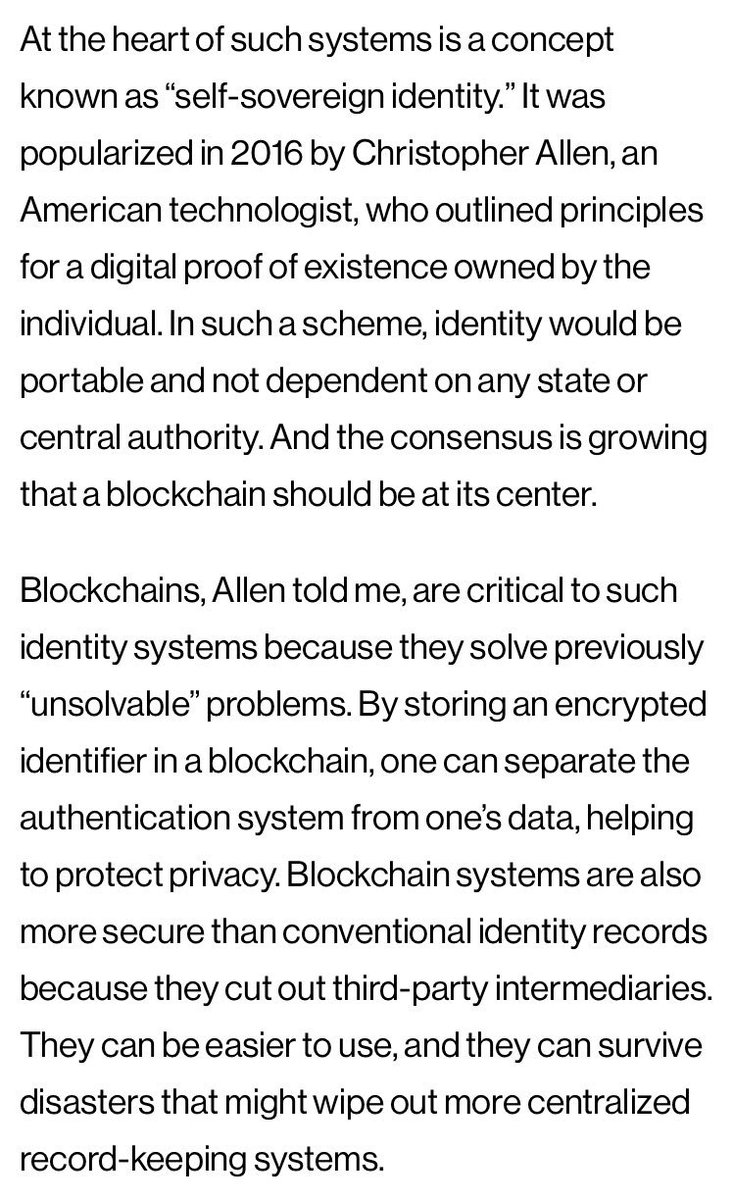 At the heart of such systems is a concept
known as “self-sovereign identity.” It was
popularized in 2016 by Christopher Allen, an
American technologist, who outlined principles
for a digital proof of existence owned by the
individual. In such a scheme, identity would be
portable and not dependent on any state or
central authority. And the consensus is growing
that a blockchain should be at its center.
Blockchains, Allen told me, are critical to such
identity systems because they solve previously
“unsolvable” problems. By storing an encrypted
identifier in a blockchain, one can separate the
authentication system from one’s data, helping
to protect privacy. Blockchain systems are also
more secure than conventional identity records
because they cut out third-party intermediaries.
They can be easier to use, and they can survive
disasters that might wipe out more centralized
record-keeping systems.